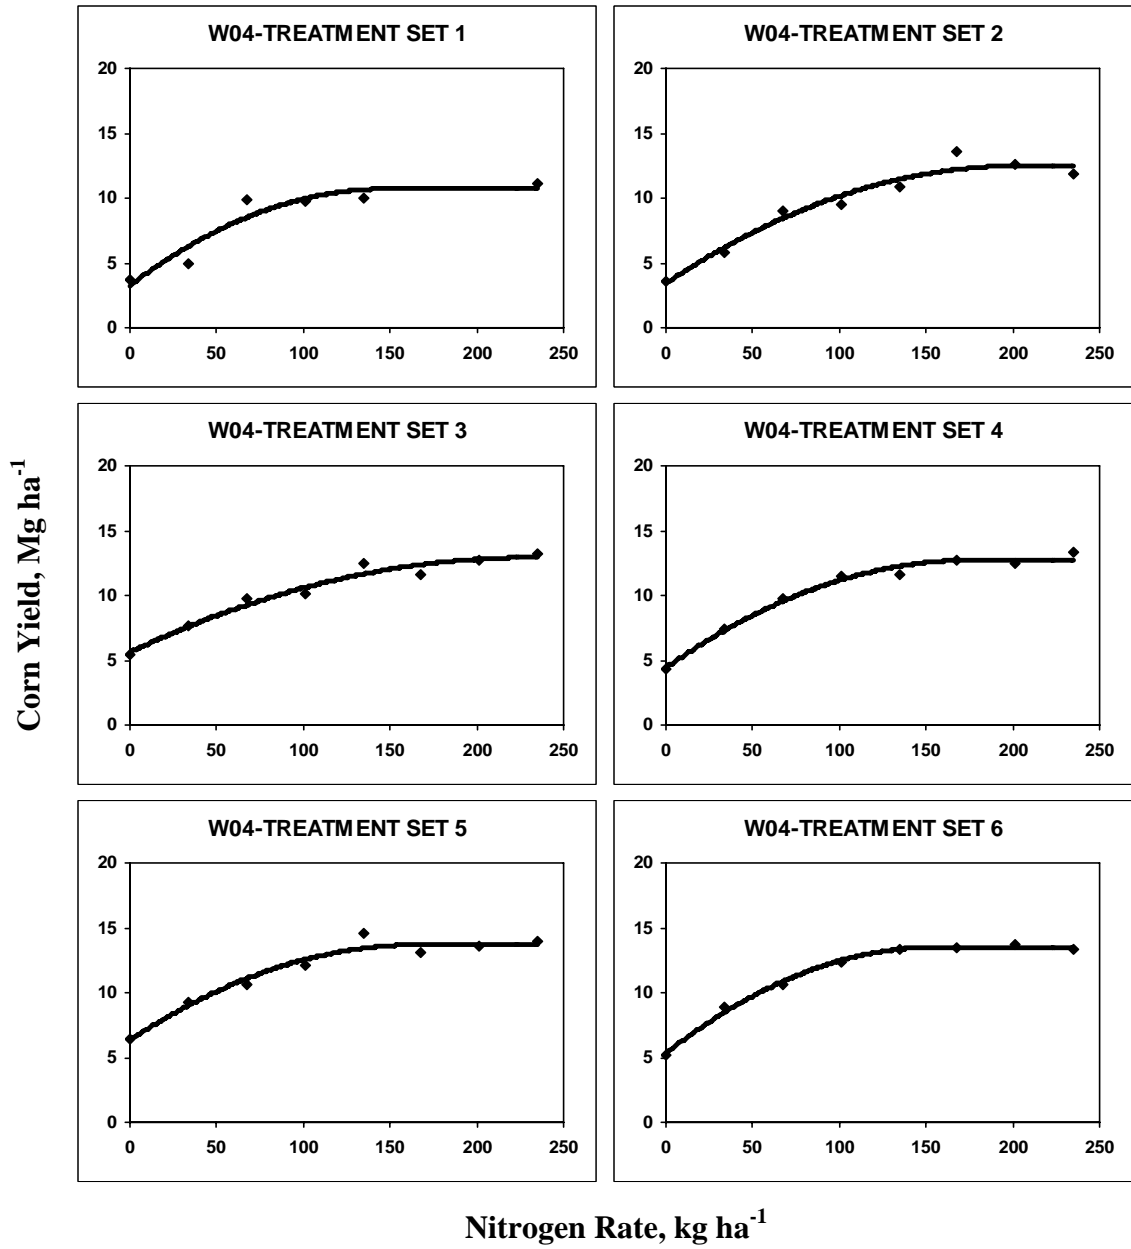 W04-TREATMENT SET 1
20
15
10
5
0
0 50 100 150 200 250
W04-TREATMENT SET 2
20
15
10
5
0
0 50 100 150 200 250
W04-TREATMENT SET 3
20
15
10
5
0
0 50 100 150 200 250
W04-TREATMENT SET 4
20
15
10
5
0
0 50 100 150 200 250
W04-TREATMENT SET 5
20
15
10
5
0
0 50 100 150 200 250
W04-TREATMENT SET 6
20
15
10
5
0
0 50 100 150 200 250
Corn Yield, Mg ha⁻¹
Nitrogen Rate, kg ha⁻¹